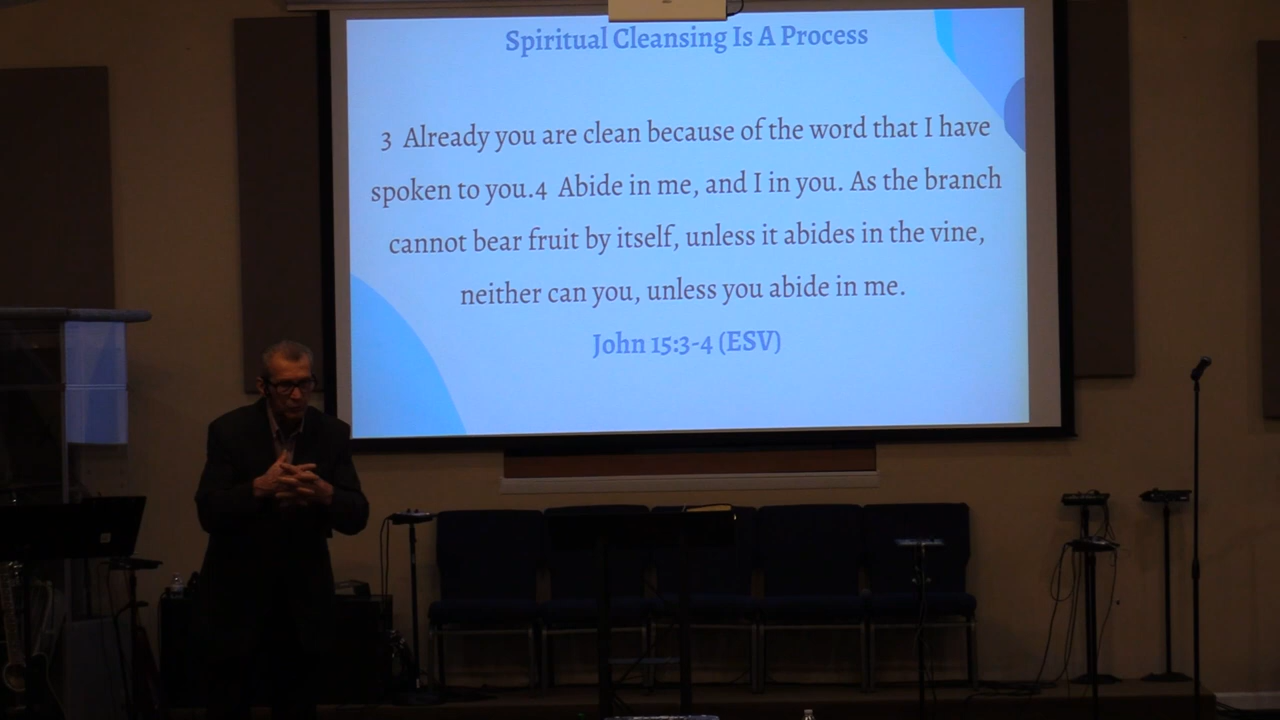 Spiritual Cleansing Is A Process
3 Already you are clean because of the word that I have
spoken to you.4 Abide in me, and I in you. As the branch
cannot bear fruit by itself, unless it abides in the vine,
neither can you, unless you abide in me.
John 15:3-4 (ESV)